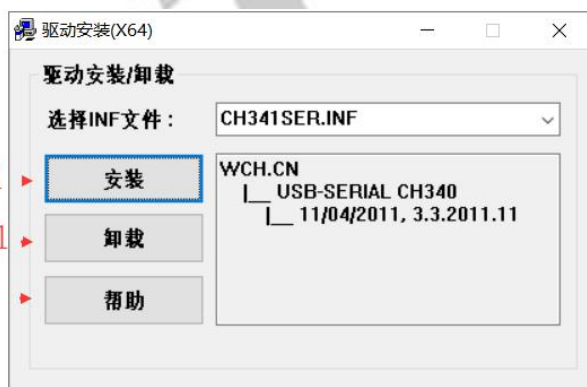 驱动安装(X64)
驱动安装/卸载
选择INF文件：
CH341SER.INF
安装
卸载
帮助
WCH.CN
|__ USB-SERIAL CH340
|__ 11/04/2011, 3.3.2011.11